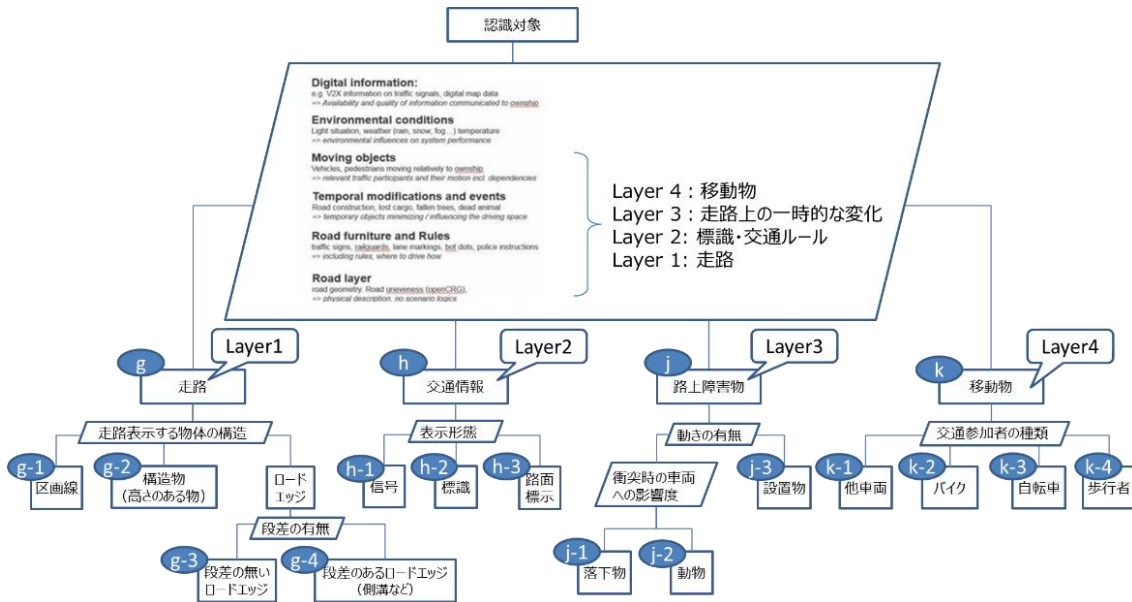 認識対象
Digital information:
e.g. V2X information on traffic signals, digital map data
=> Availability and quality of information communicated to ownship
Environmental conditions
Light situation, weather (rain, snow, fog…) temperature
=> environmental influences on system performance
Moving objects
Vehicles, pedestrians moving relatively to ownship
=> relevant traffic participants and their motion incl. dependencies
Temporal modifications and events
Road construction, lost cargo, fallen trees, dead animal
=> temporary objects minimizing / influencing the driving space
Road furniture and Rules
traffic signs, railguards, lane markings, bot dots, police instructions
=> including rules, where to drive how
Road layer
road geometry. Road uneveness (openCRG),
=> physical description, no scenario logics
Layer 4 : 移動物
Layer 3 : 走路上の一時的な変化
Layer 2: 標識・交通ルール
Layer 1: 走路
g
Layer1
走路
h
Layer2
交通情報
j
Layer3
路上障害物
k
Layer4
移動物
走路表示する物体の構造
表示形態
動きの有無
交通参加者の種類
g-1
区画線
g-2
構造物
(高さのある物)
ロード
エッジ
h-1
信号
h-2
標識
h-3
路面
標示
衝突時の車両
への影響度
j-3
設置物
k-1
他車両
k-2
バイク
k-3
自転車
k-4
歩行者
段差の有無
g-3
段差の無い
ロードエッジ
g-4
段差のあるロードエッジ
(側溝など)
j-1
落下物
j-2
動物